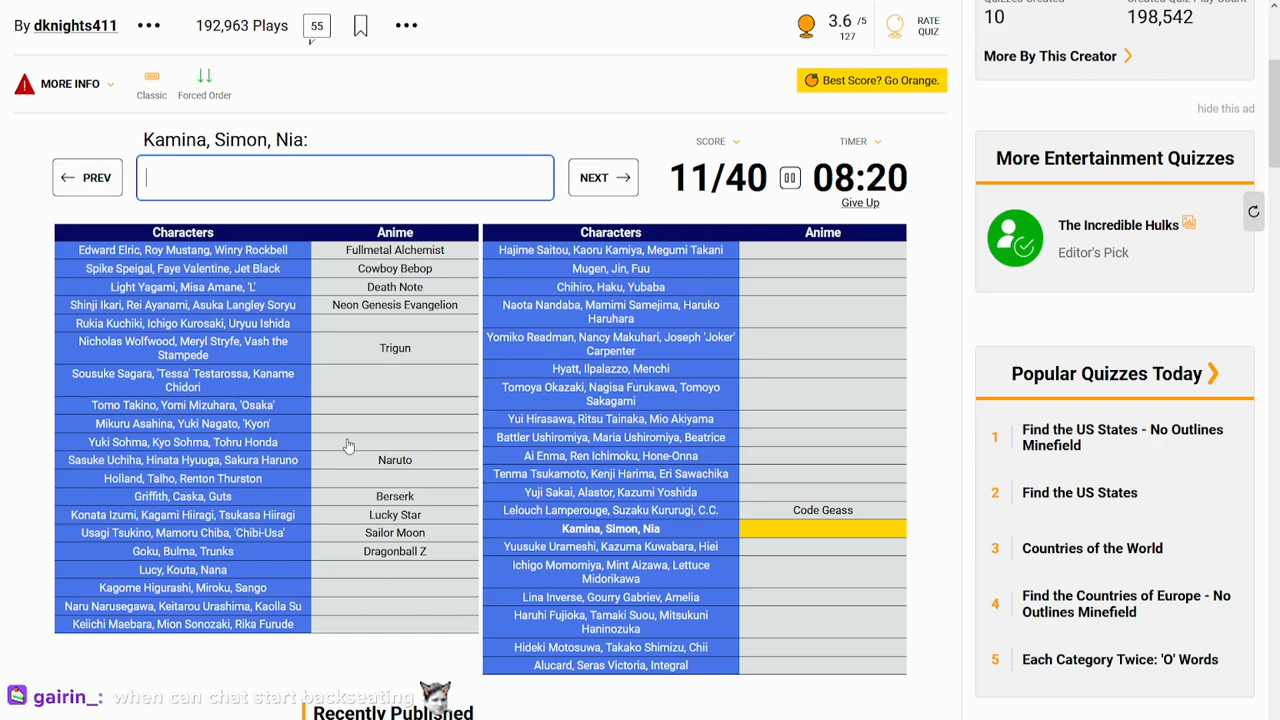 By dknights411
192,963 Plays
55
3.6 /5
127
RATE QUIZ
MORE INFO
Classic
Forced Order
Best Score? Go Orange.
Kamina, Simon, Nia:
← PREV
NEXT →
SCORE
11/40
TIMER
08:20
Give Up
Characters Anime
Edward Elric, Roy Mustang, Winry Rockbell Fullmetal Alchemist
Spike Speigal, Faye Valentine, Jet Black Cowboy Bebop
Light Yagami, Misa Amane, 'L' Death Note
Shinji Ikari, Rei Ayanami, Asuka Langley Soryu Neon Genesis Evangelion
Rukia Kuchiki, Ichigo Kurosaki, Uryuu Ishida
Nicholas Wolfwood, Meryl Stryfe, Vash the
Stampede
Trigun
Sousuke Sagara, 'Tessa' Testarossa, Kaname
Chidori
Tomo Takino, Yomi Mizuhara, 'Osaka'
Mikuru Asahina, Yuki Nagato, 'Kyon'
Yuki Sohma, Kyo Sohma, Tohru Honda
Sasuke Uchiha, Hinata Hyuuga, Sakura Haruno Naruto
Holland, Talho, Renton Thurston
Griffith, Caska, Guts Berserk
Konata Izumi, Kagami Hiiragi, Tsukasa Hiiragi Lucky Star
Usagi Tsukino, Mamoru Chiba, 'Chibi-Usa' Sailor Moon
Goku, Bulma, Trunks Dragonball Z
Lucy, Kouta, Nana
Kagome Higurashi, Miroku, Sango
Naru Narusegawa, Keitarou Urashima, Kaolla Su
Keiichi Maebara, Mion Sonozaki, Rika Furude
Characters Anime
Hajime Saitou, Kaoru Kamiya, Megumi Takani
Mugen, Jin, Fuu
Chihiro, Haku, Yubaba
Naota Nandaba, Mamimi Samejima, Haruko
Haruhara
Yomiko Readman, Nancy Makuhari, Joseph 'Joker'
Carpenter
Hyatt, Ilpalazzo, Menchi
Tomoya Okazaki, Nagisa Furukawa, Tomoyo
Sakagami
Yui Hirasawa, Ritsu Tainaka, Mio Akiyama
Battler Ushiromiya, Maria Ushiromiya, Beatrice
Ai Enma, Ren Ichimoku, Hone-Onna
Tenma Tsukamoto, Kenji Harima, Eri Sawachika
Yuji Sakai, Alastor, Kazumi Yoshida
Lelouch Lamperouge, Suzaku Kururugi, C.C. Code Geass
Kamina, Simon, Nia
Yuusuke Urameshi, Kazuma Kuwabara, Hiei
Ichigo Momomiya, Mint Aizawa, Lettuce
Midorikawa
Lina Inverse, Gourry Gabriev, Amelia
Haruhi Fujioka, Tamaki Suou, Mitsukuni
Haninozuka
Hideki Motosuwa, Takako Shimizu, Chii
Alucard, Seras Victoria, Integral
gairin_: when can chat start backseating
Recently Published
10
198,542
More By This Creator
hide this ad
More Entertainment Quizzes
The Incredible Hulks
Editor's Pick
Popular Quizzes Today
1 Find the US States - No Outlines
Minefield
2 Find the US States
3 Countries of the World
4 Find the Countries of Europe - No
Outlines Minefield
5 Each Category Twice: 'O' Words